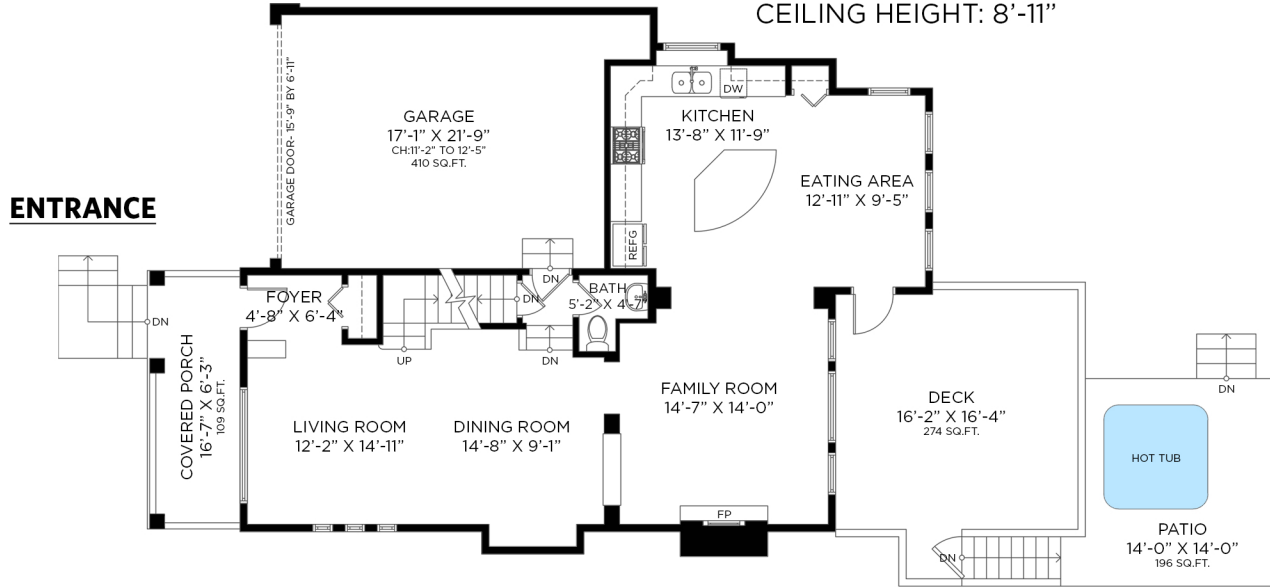 CEILING HEIGHT: 8'-11"
GARAGE DOOR- 15'-9" BY 6'-11"
GARAGE
17'-1" X 21'-9"
CH:11'-2" TO 12'-5"
410 SQ.FT.
DW
KITCHEN
13'-8" X 11'-9"
EATING AREA
12'-11" X 9'-5"
REFG
ENTRANCE
DN
FOYER
4'-8" X 6'-4"
DN
DN
BATH
5'-2" X 4'-7"
DN
UP
DN
COVERED PORCH
16'-7" X 6'-3"
109 SQ.FT.
LIVING ROOM
12'-2" X 14'-11"
DINING ROOM
14'-8" X 9'-1"
FAMILY ROOM
14'-7" X 14'-0"
FP
DECK
16'-2" X 16'-4"
274 SQ.FT.
DN
DN
HOT TUB
PATIO
14'-0" X 14'-0"
196 SQ.FT.